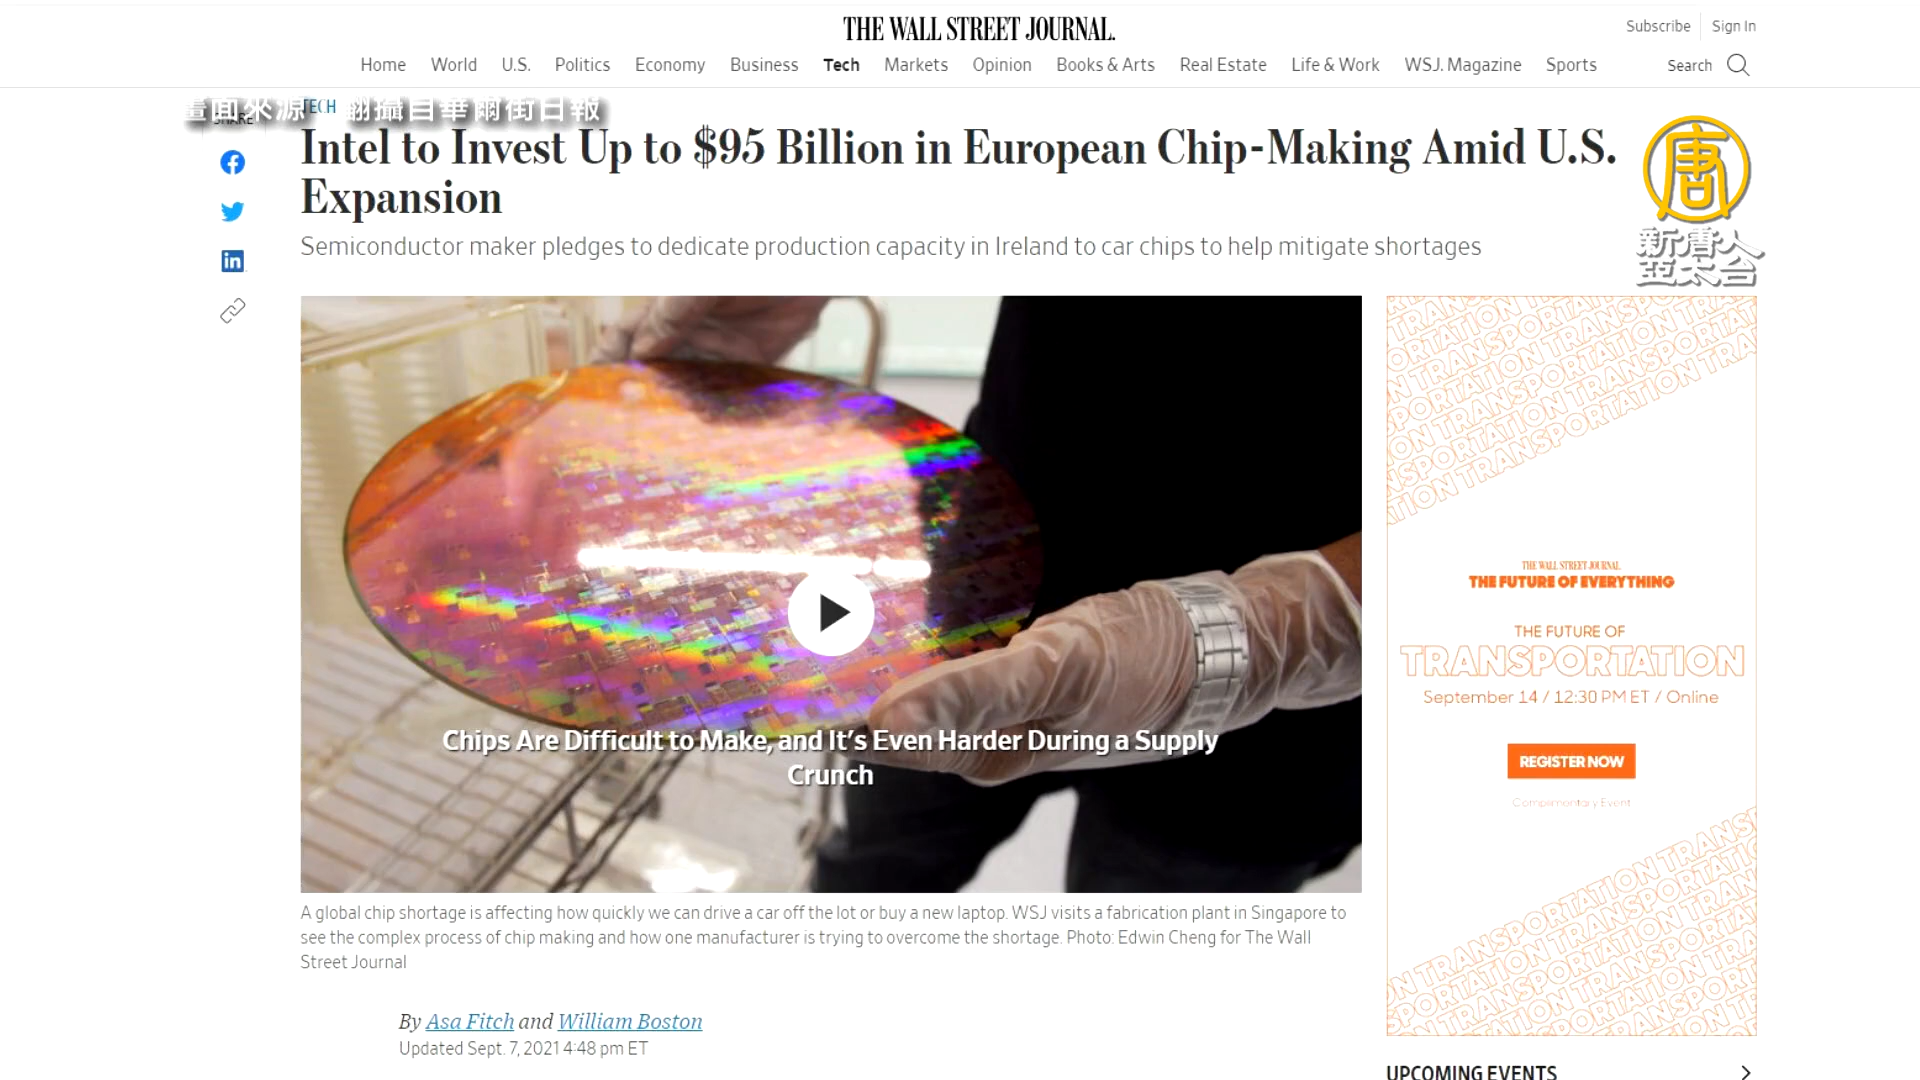 THE WALL STREET JOURNAL.
Subscribe
Sign In
Home World U.S. Politics Economy Business Tech Markets Opinion Books & Arts Real Estate Life & Work WSJ. Magazine Sports
Search
畫面來源 翻攝自華爾街日報
TECH
SHARE
Intel to Invest Up to $95 Billion in European Chip-Making Amid U.S.
Expansion
Semiconductor maker pledges to dedicate production capacity in Ireland to car chips to help mitigate shortages
唐
新唐人
亞太台
Chips Are Difficult to Make, and It's Even Harder During a Supply
Crunch
A global chip shortage is affecting how quickly we can drive a car off the lot or buy a new laptop. WSJ visits a fabrication plant in Singapore to
see the complex process of chip making and how one manufacturer is trying to overcome the shortage. Photo: Edwin Cheng for The Wall
Street Journal
By Asa Fitch and William Boston
Updated Sept. 7, 2021 4:48 pm ET
THE WALL STREET JOURNAL.
THE FUTURE OF EVERYTHING
THE FUTURE OF
TRANSPORTATION
September 14 / 12:30 PM ET / Online
REGISTER NOW
Complimentary Event
UPCOMING EVENTS